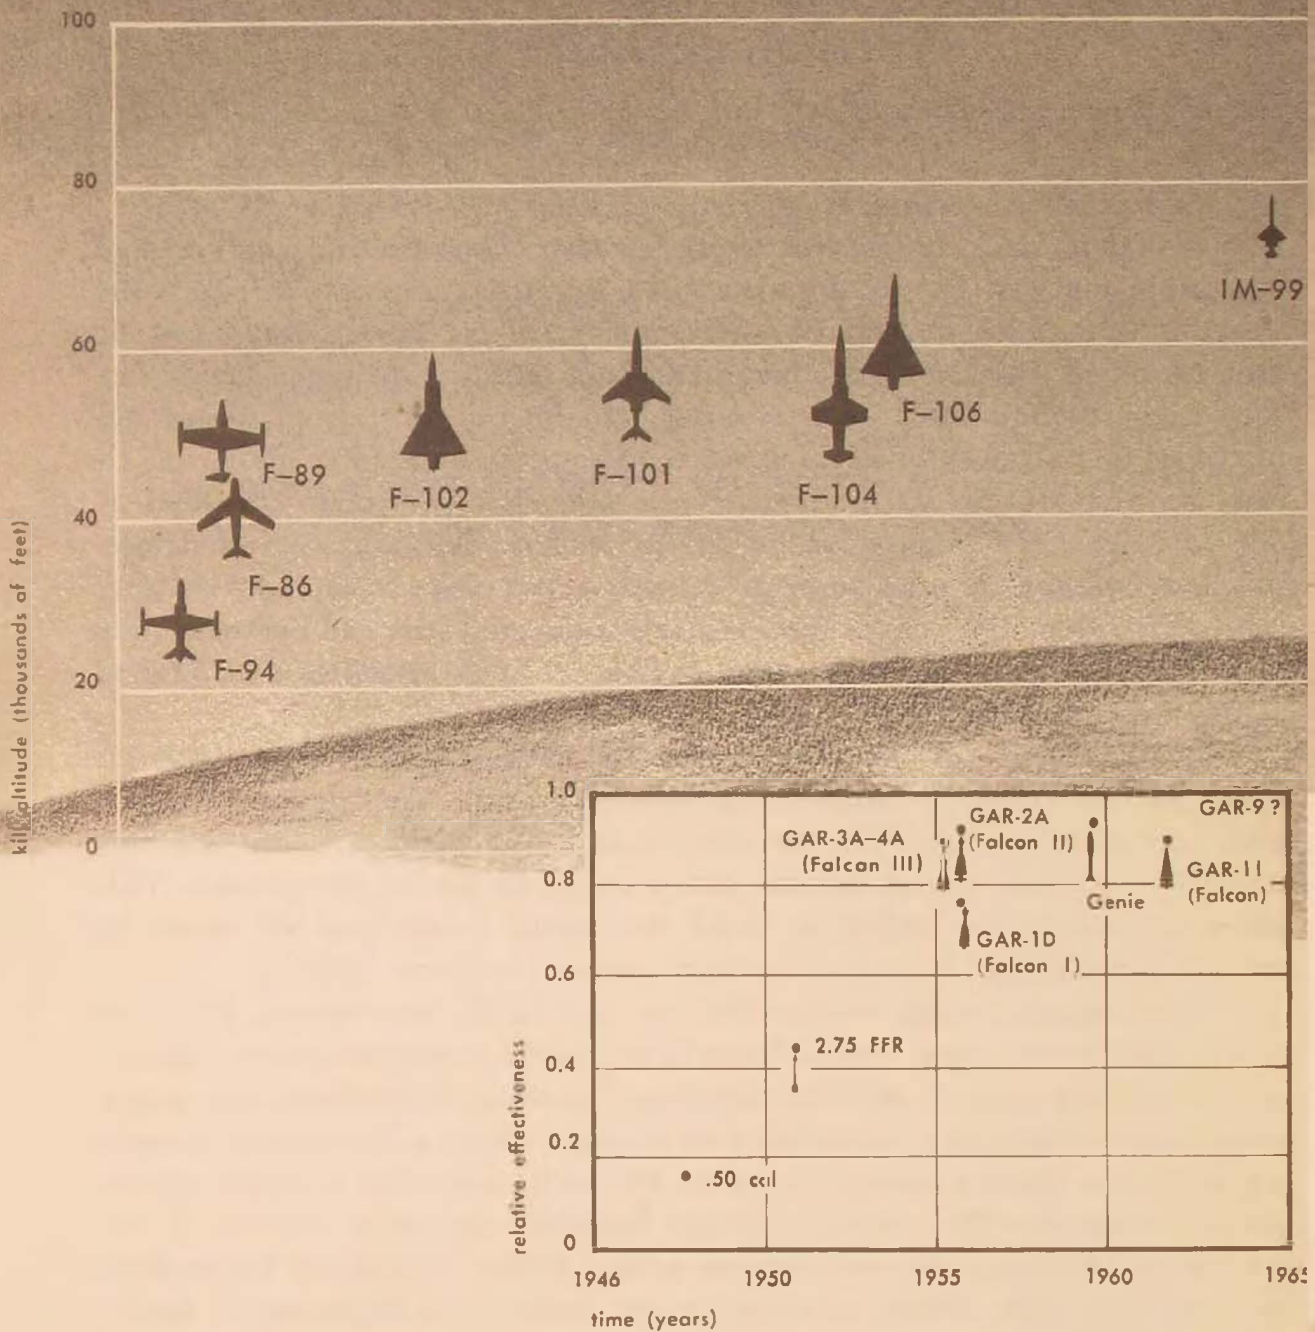 100
80
60
40
20
0
kill altitude (thousands of feet)
IM-99
F-106
F-89
F-102
F-101
F-104
F-86
F-94
1.0
0.8
0.6
0.4
0.2
0
relative effectiveness
GAR-9 ?
GAR-3A-4A
(Falcon III)
GAR-2A
(Falcon II)
GAR-11
(Falcon)
Genie
GAR-1D
(Falcon I)
2.75 FFR
.50 cal
1946
1950
1955
1960
1965
time (years)